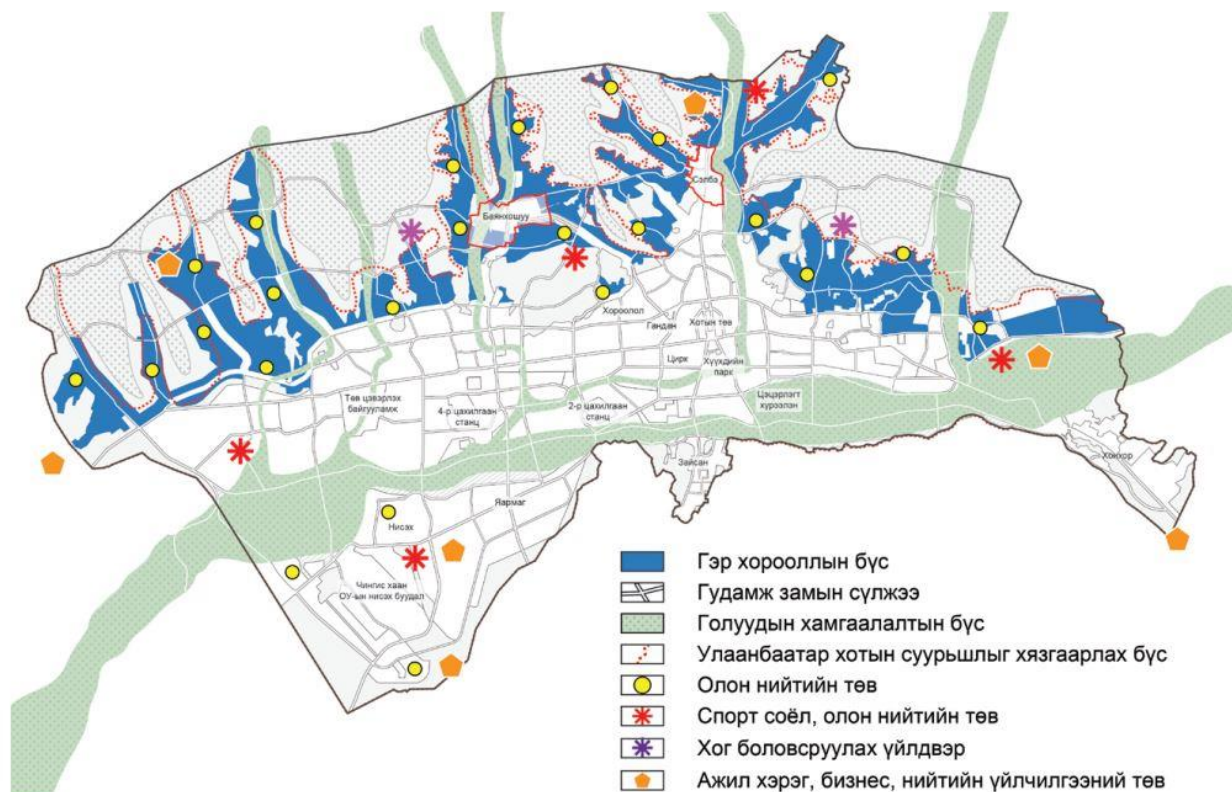 Сэлбэ
Баянхошуу
Хороолол
Гандан
Хотын төв
Цирк
Хүүхдийн
парк
Төв цэвэрлэх
байгууламж
4-р цахилгаан
станц
2-р цахилгаан
станц
Цэцэрлэгт
хүрээлэн
Зайсан
Хонхор
Яармаг
Нисэх
Чингис хаан
ОУ-ын нисэх буудал
Гэр хорооллын бүс
Гудамж замын сүлжээ
Голуудын хамгаалалтын бүс
Улаанбаатар хотын суурьшлыг хязгаарлах бүс
Олон нийтийн төв
Спорт соёл, олон нийтийн төв
Хог боловсруулах үйлдвэр
Ажил хэрэг, бизнес, нийтийн үйлчилгээний төв